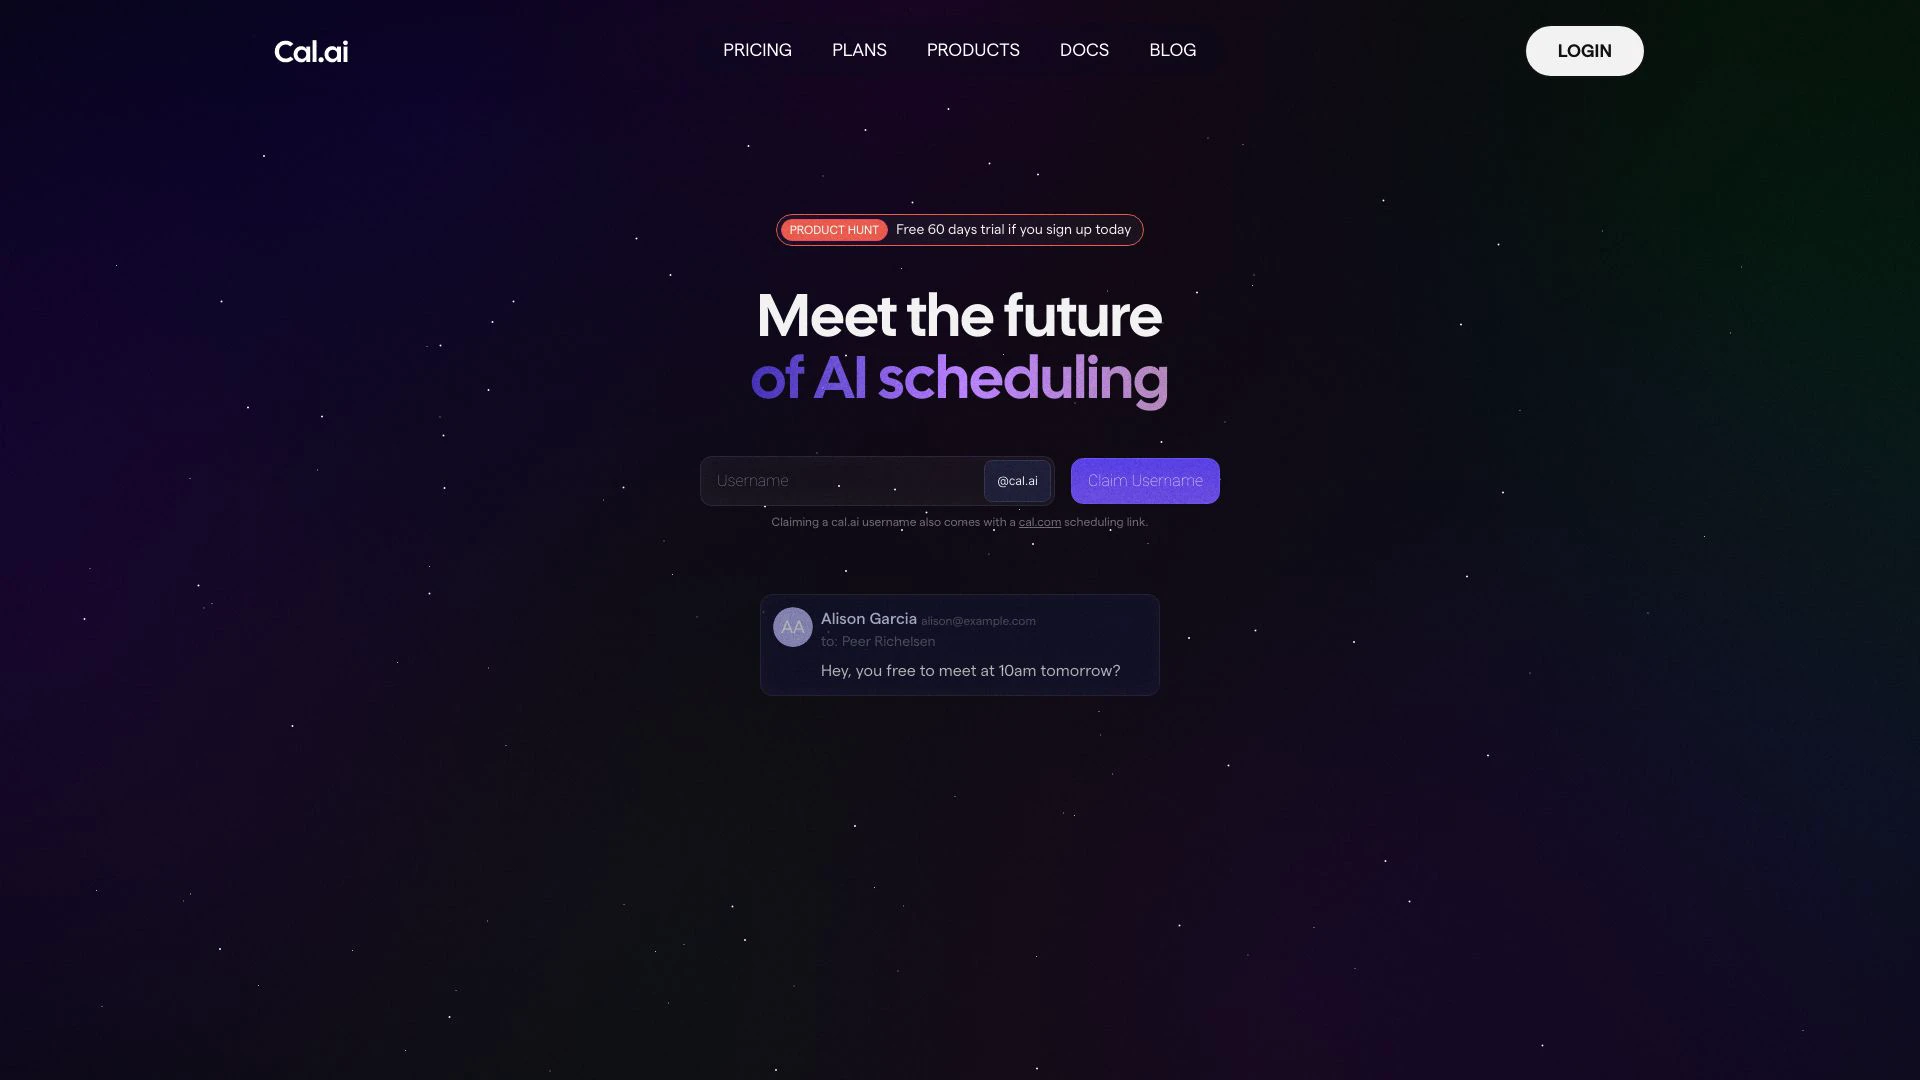 Cal.ai
PRICING
PLANS
PRODUCTS
DOCS
BLOG
LOGIN
PRODUCT HUNT Free 60 days trial if you sign up today
Meet the future
of AI scheduling
Username
@cal.ai
Claim Username
Claiming a cal.ai username also comes with a cal.com scheduling link.
AA
Alison Garcia alison@example.com
to: Peer Richelsen
Hey, you free to meet at 10am tomorrow?